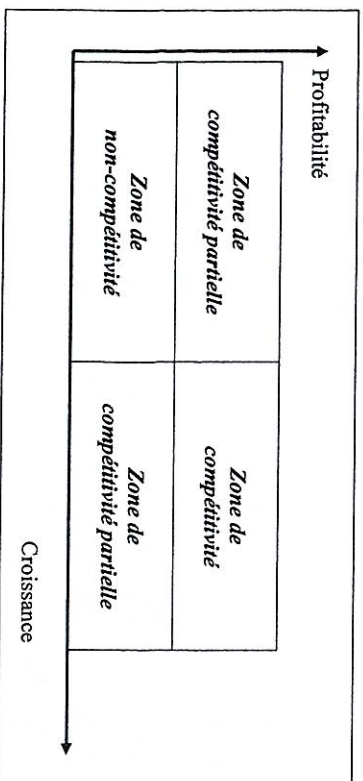 Profitabilité
Zone de
compétitivité partielle
Zone de
compétitivité
Zone de
non-compétitivité
Zone de
compétitivité partielle
Croissance